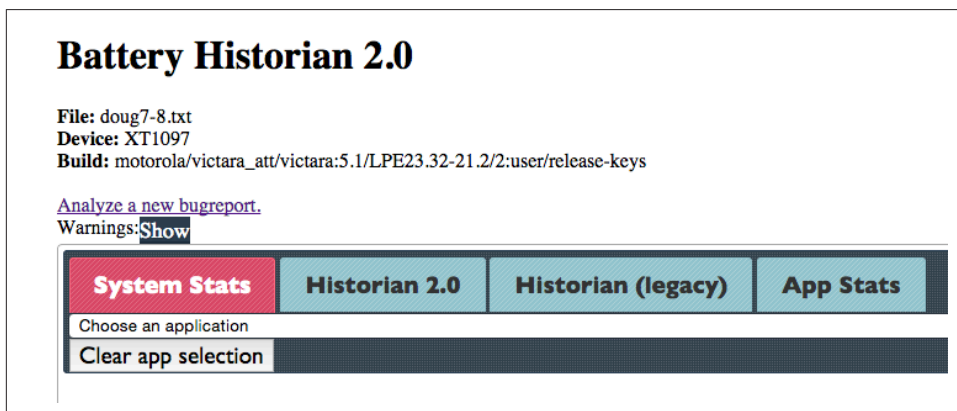 Battery Historian 2.0
File: doug7-8.txt
Device: XT1097
Build: motorola/victara_att/victara:5.1/LPE23.32-21.2/2:user/release-keys
Analyze a new bugreport.
Warnings:Show
System Stats Historian 2.0 Historian (legacy) App Stats
Choose an application
Clear app selection